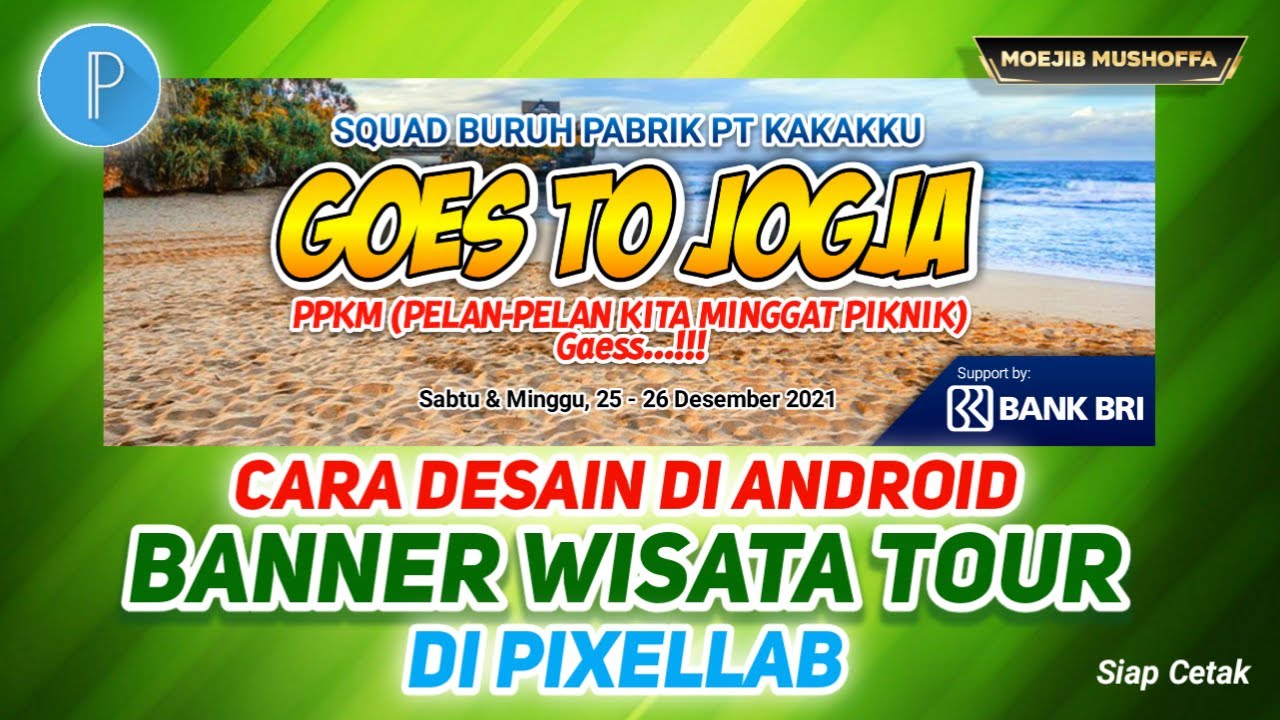 P
MOEJIB MUSHOFFA
SQUAD BURUH PABRIK PT KAKAKKU
GOES TO JOGJA
PPKM (PELAN-PELAN KITA MINGGAT PIKNIK)
Gaess...!!!
Sabtu & Minggu, 25 - 26 Desember 2021
Support by:
BANK BRI
CARA DESAIN DI ANDROID
BANNER WISATA TOUR
DI PIXELLAB
Siap Cetak